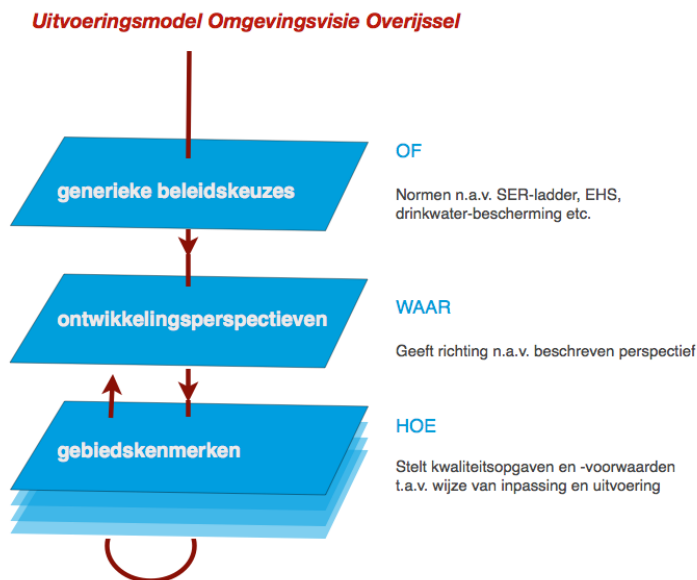 Uitvoeringsmodel Omgevingsvisie Overijssel
generieke beleidskeuzes
OF
Normen n.a.v. SER-ladder, EHS,
drinkwater-bescherming etc.
ontwikkelingsperspectieven
WAAR
Geeft richting n.a.v. beschreven perspectief
gebiedskenmerken
HOE
Stelt kwaliteitsopgaven en -voorwaarden
t.a.v. wijze van inpassing en uitvoering